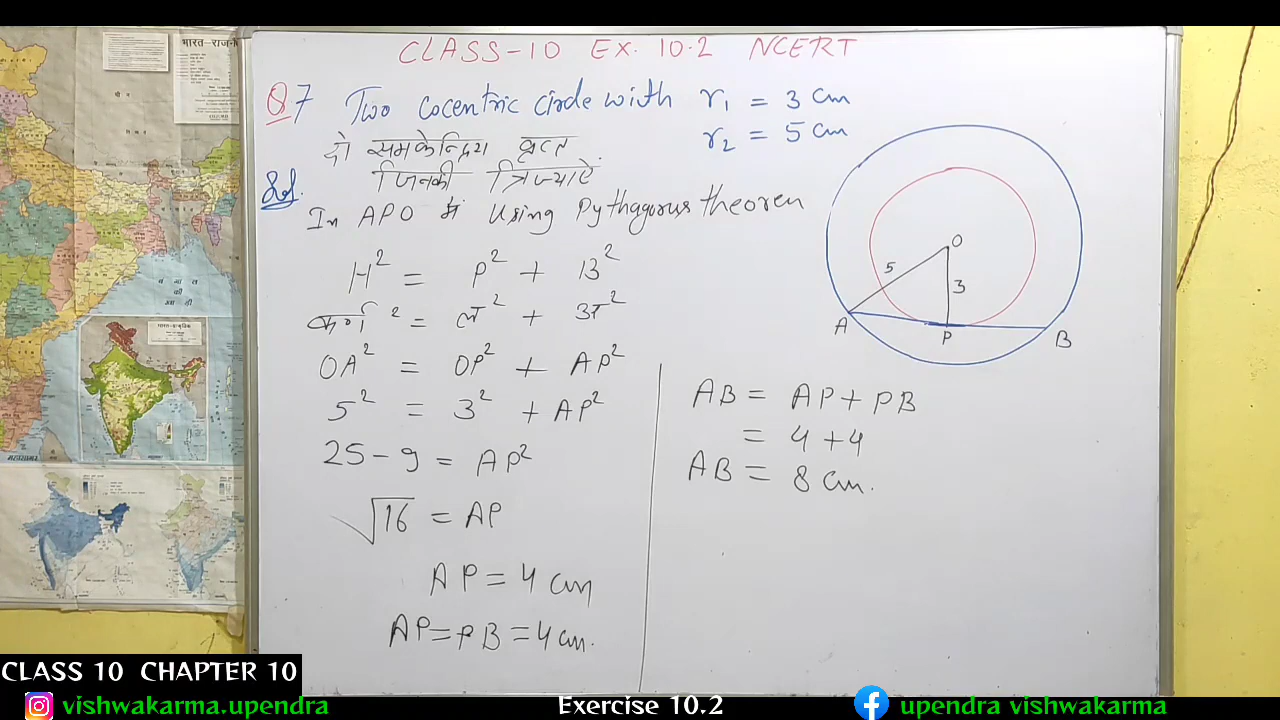 CLASS-10 EX. 10.2 NCERT
Q7 Two cocentric circle with r₁ = 3 cm
r₂ = 5 cm
दो समकेन्द्रिय वृत्त
जिनकी त्रिज्याऐं
Sol.
In APO में Using Pythagorus theoren
H² = P² + B²
कर्ण² = ल² + आ²
OA² = OP² + AP²
5² = 3² + AP²
25 - 9 = AP²
√16 = AP
AP = 4 cm
AP = PB = 4 cm.
AB = AP + PB
= 4 + 4
AB = 8 cm.
O
5
3
A
P
B
CLASS 10 CHAPTER 10
vishwakarma.upendra
Exercise 10.2
upendra vishwakarma